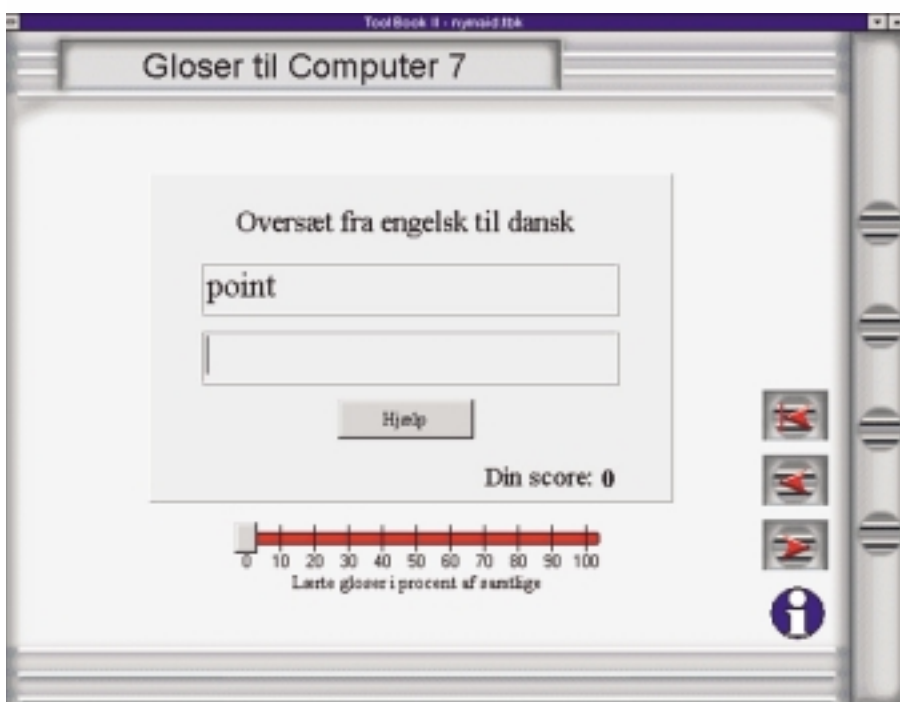 ToolBook II - nymaid.tbk
Gloser til Computer 7
Oversæt fra engelsk til dansk
point
Hjælp
Din score: 0
0 10 20 30 40 50 60 70 80 90 100
Lærte gloser i procent af samtlige
i